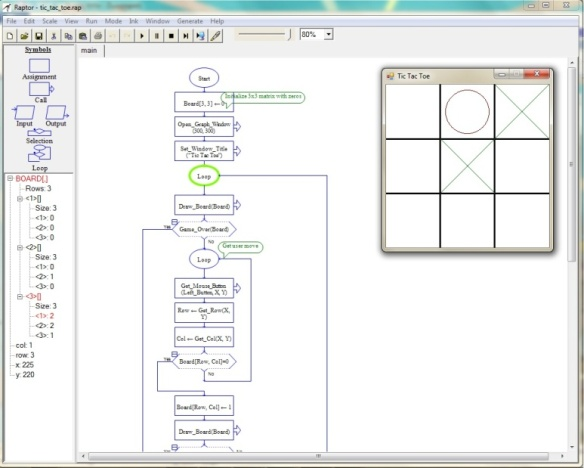 Raptor - tic_tac_toe.rap
File Edit Scale View Run Mode Ink Window Generate Help
80%
Symbols
Assignment
Call
Input Output
Selection
Loop
BOARD[,]
Rows: 3
<1>[]
Size: 3
<1>: 0
<2>: 0
<3>: 0
<2>[]
Size: 3
<1>: 0
<2>: 1
<3>: 0
<3>[]
Size: 3
<1>: 2
<2>: 2
<3>: 1
col: 1
row: 3
x: 225
y: 220
main
Start
Initialize 3x3 matrix with zeros
Board[3, 3] ←
Open_Graph_Window
(300, 300)
Set_Window_Title
Loop
Draw_Board(Board)
Yes
Game_Over(Board)
No
Get user move
Loop
Get_Mouse_Button
(Left_Button, X, Y)
Row ← Get_Row(X,
Y)
Col ← Get_Col(X, Y)
Yes
Board[Row, Col]=0
No
Board[Row, Col] ← 1
Draw_Board(Board)
Yes
Tic Tac Toe